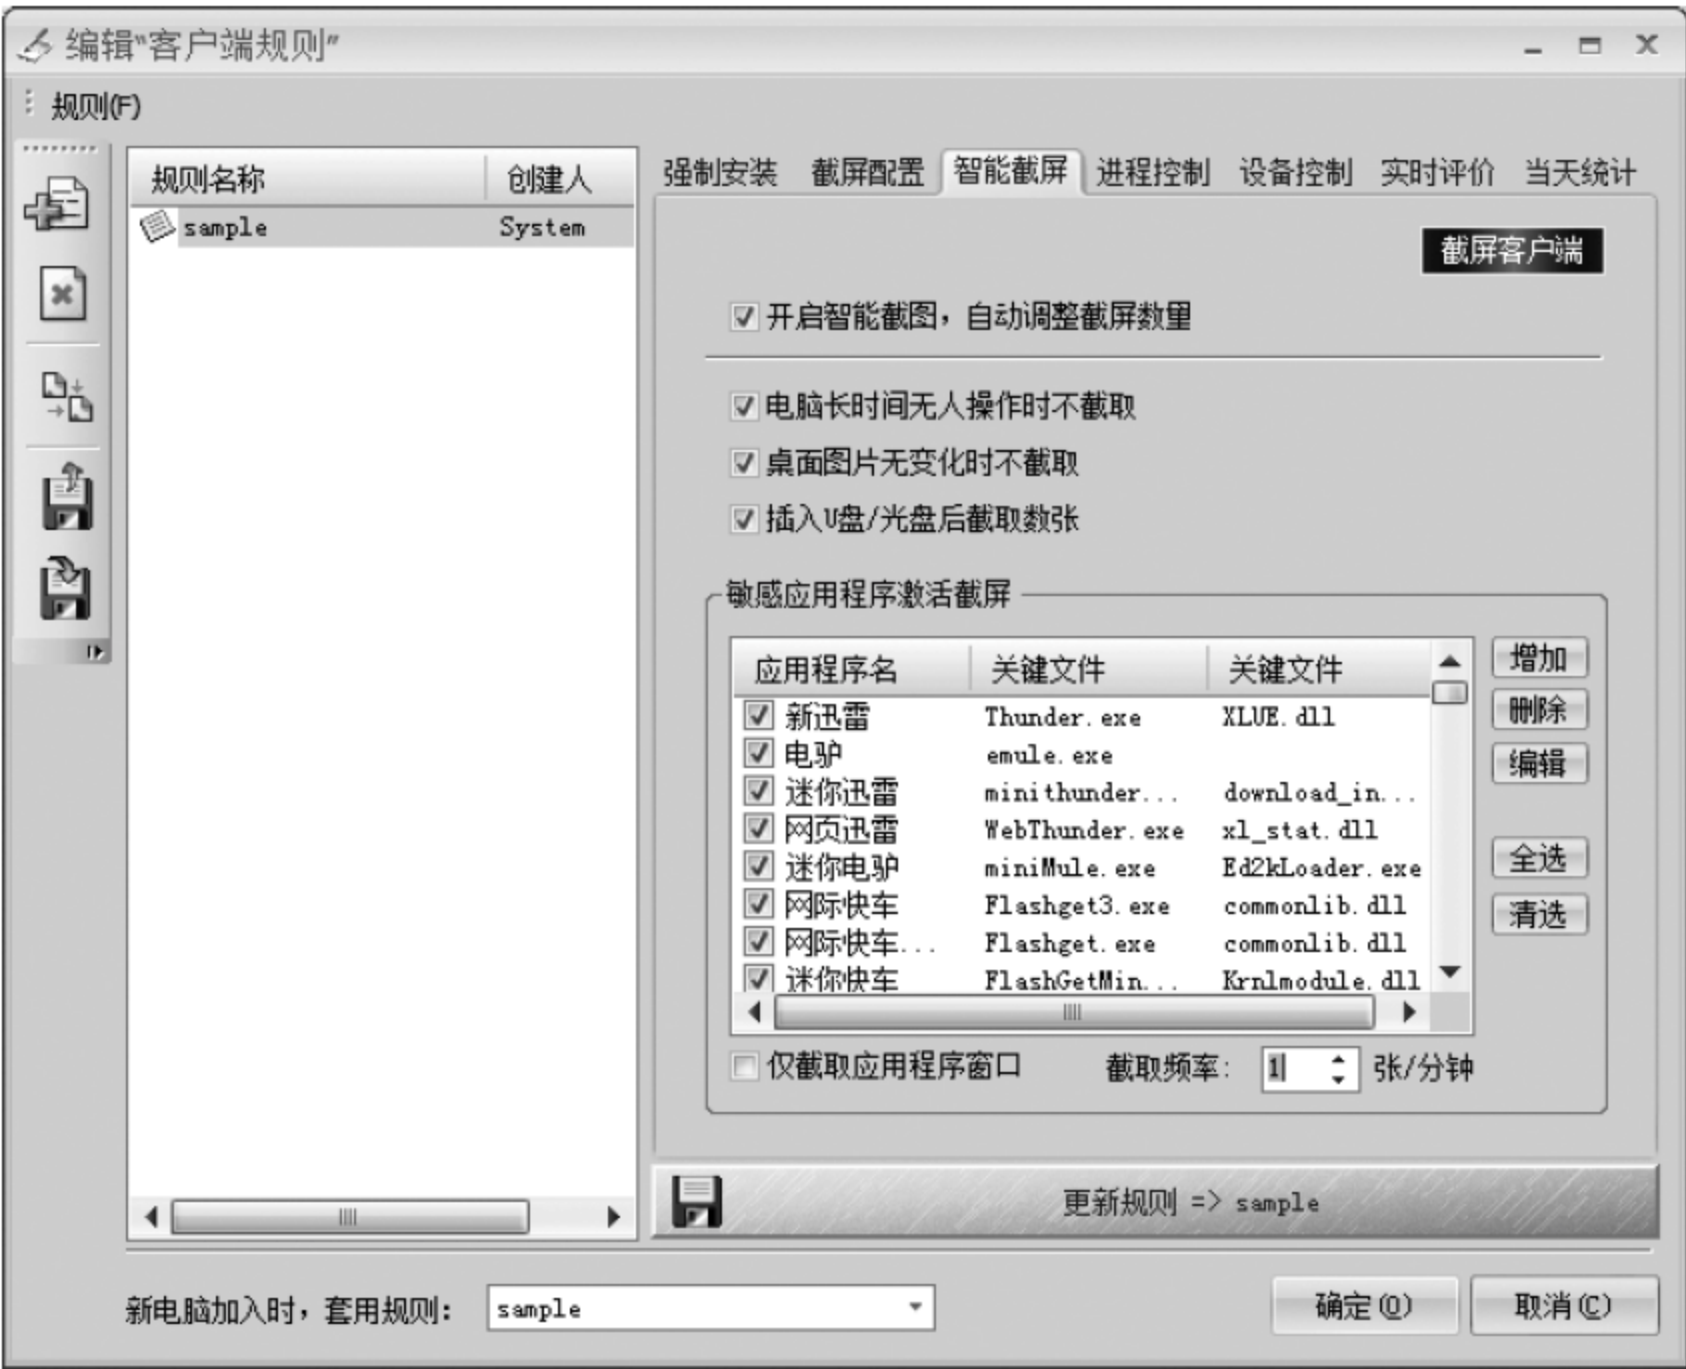 编辑"客户端规则"
规则(F)
规则名称 创建人
sample System
强制安装 截屏配置 智能截屏 进程控制 设备控制 实时评价 当天统计
截屏客户端
开启智能截图，自动调整截屏数里
电脑长时间无人操作时不截取
桌面图片无变化时不截取
插入U盘/光盘后截取数张
敏感应用程序激活截屏
应用程序名 关键文件 关键文件
新迅雷 Thunder.exe XLUE.dll
电驴 emule.exe
迷你迅雷 minithunder... download_in...
网页迅雷 WebThunder.exe xl_stat.dll
迷你电驴 miniMule.exe Ed2kLoader.exe
网际快车 Flashget3.exe commonlib.dll
网际快车... Flashget.exe commonlib.dll
迷你快车 FlashGetMin... Krnlmodule.dll
增加
删除
编辑
全选
清选
仅截取应用程序窗口 截取频率: 1 张/分钟
更新规则 => sample
新电脑加入时，套用规则: sample
确定(O) 取消(C)